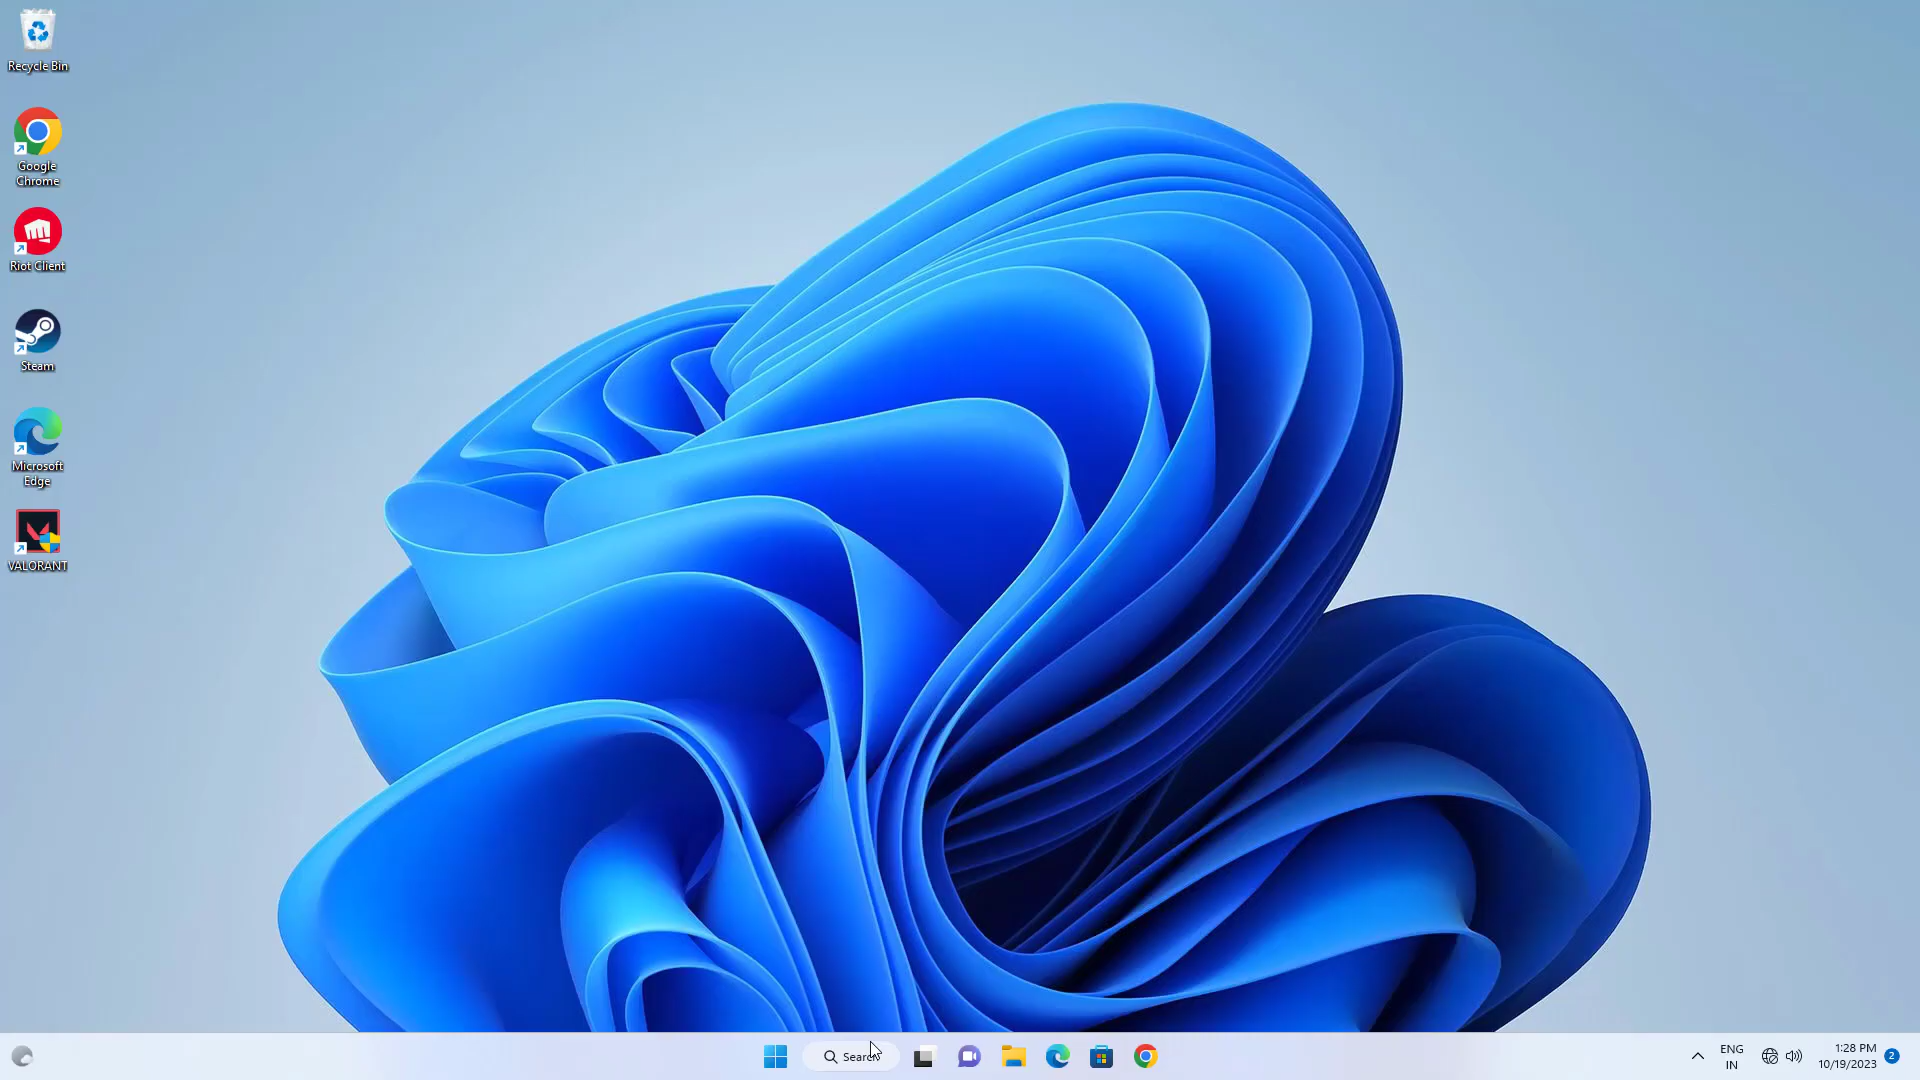 Recycle Bin
Google
Chrome
Riot Client
Steam
Microsoft
Edge
VALORANT
Search
ENG
IN
1:28 PM
10/19/2023
2